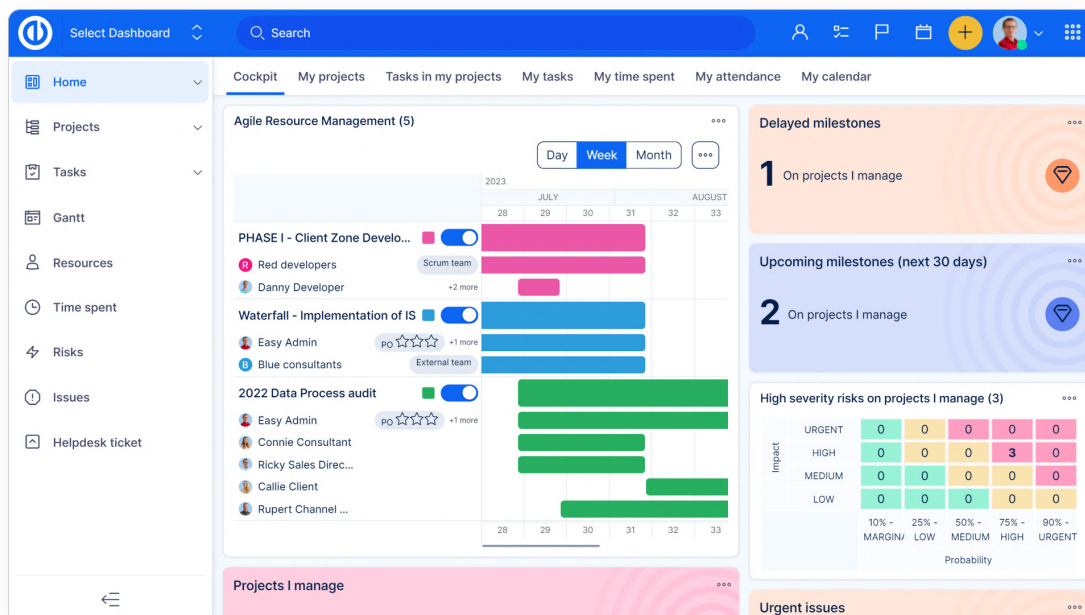 Select Dashboard
Search
Home
Projects
Tasks
Gantt
Resources
Time spent
Risks
Issues
Helpdesk ticket
Cockpit My projects Tasks in my projects My tasks My time spent My attendance My calendar
Agile Resource Management (5)
Day Week Month
2023
JULY AUGUST
28 29 30 31 32 33
PHASE I - Client Zone Develo...
R Red developers Scrum team
Danny Developer +2 more
Waterfall - Implementation of IS
Easy Admin PO +1 more
B Blue consultants External team
2022 Data Process audit
Easy Admin PO +1 more
Connie Consultant
Ricky Sales Direc...
Callie Client
Rupert Channel ...
28 29 30 31 32 33
Projects I manage
Delayed milestones
1 On projects I manage
Upcoming milestones (next 30 days)
2 On projects I manage
High severity risks on projects I manage (3)
Impact
URGENT 0 0 0 0 0
HIGH 0 0 0 3 0
MEDIUM 0 0 0 0 0
LOW 0 0 0 0 0
10% - 25% - 50% - 75% - 90% -
MARGINA LOW MEDIUM HIGH URGENT
Probability
Urgent issues